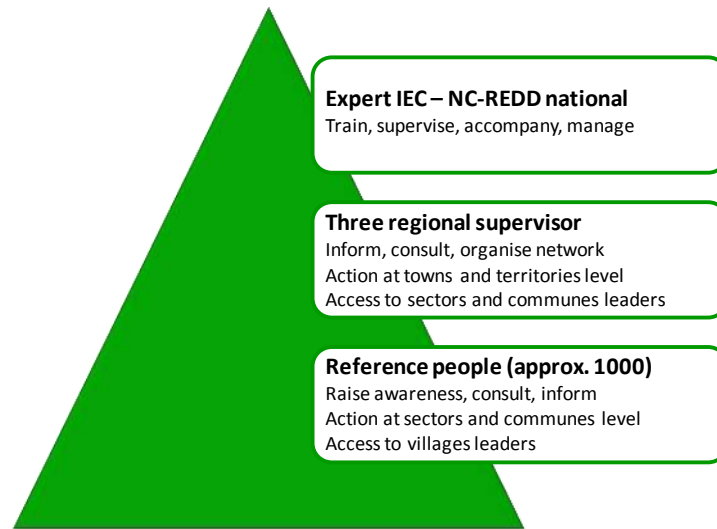 Expert IEC – NC-REDD national
Train, supervise, accompany, manage
Three regional supervisor
Inform, consult, organise network
Action at towns and territories level
Access to sectors and communes leaders
Reference people (approx. 1000)
Raise awareness, consult, inform
Action at sectors and communes level
Access to villages leaders